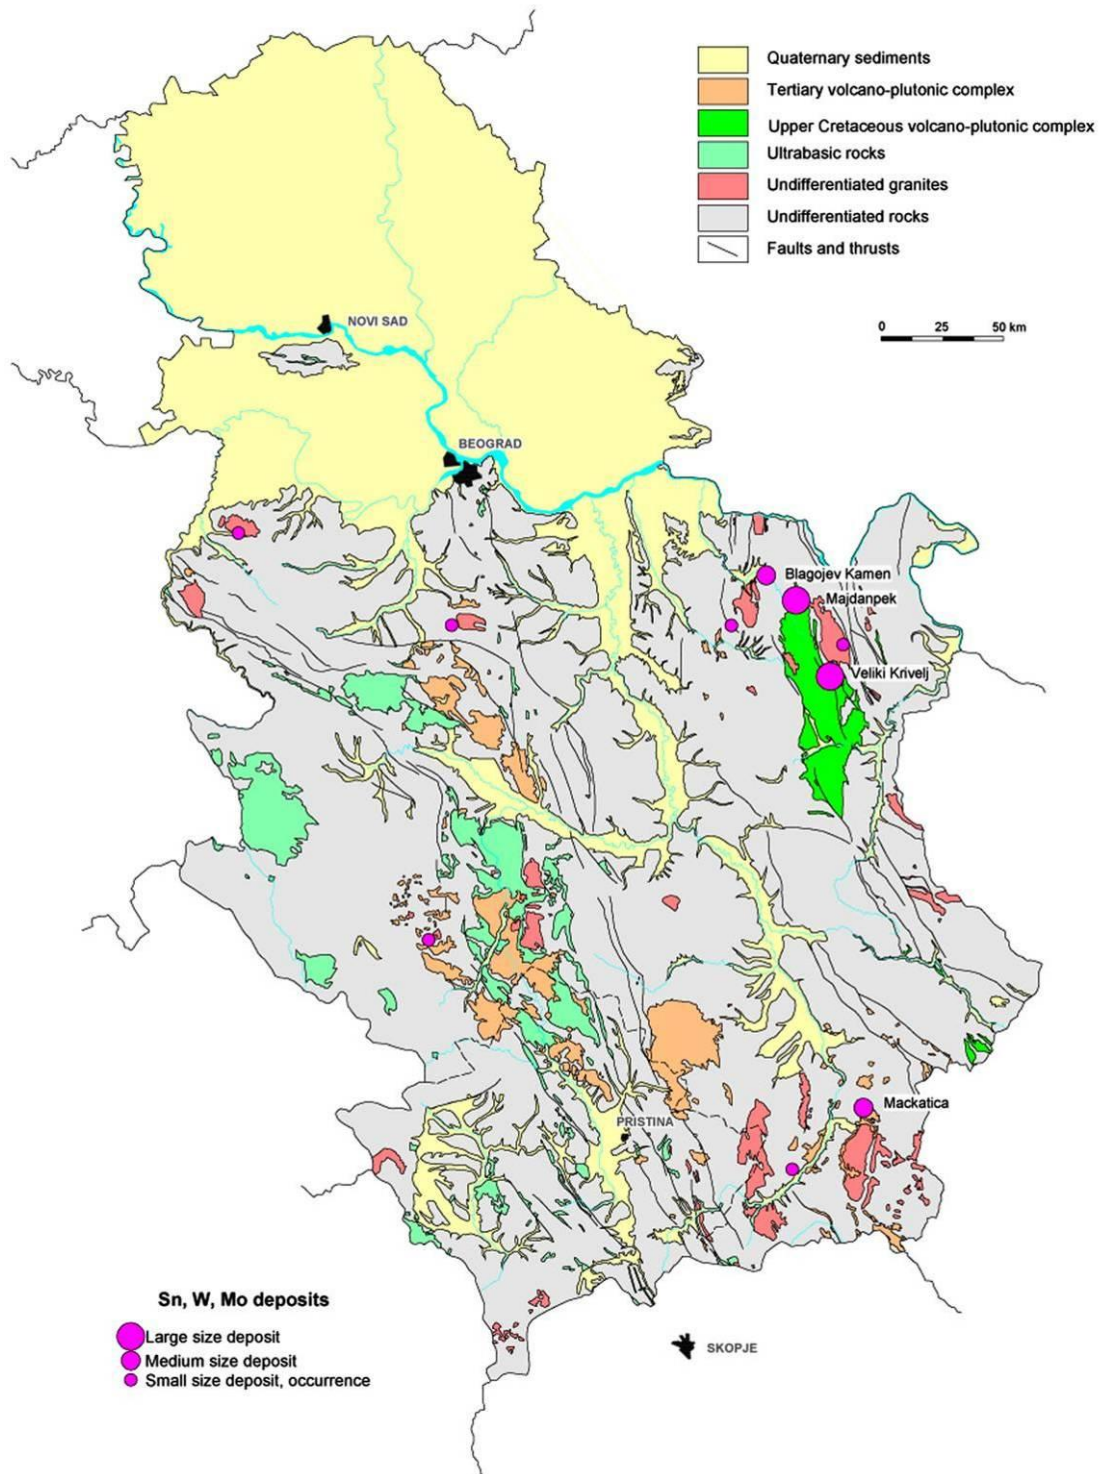 Quaternary sediments
Tertiary volcano-plutonic complex
Upper Cretaceous volcano-plutonic complex
Ultrabasic rocks
Undifferentiated granites
Undifferentiated rocks
Faults and thrusts
0 25 50 km
NOVI SAD
BEOGRAD
Blagojev Kamen
Majdanpek
Veliki Krivelj
Mackatica
PRISTINA
SKOPJE
Sn, W, Mo deposits
Large size deposit
Medium size deposit
Small size deposit, occurrence